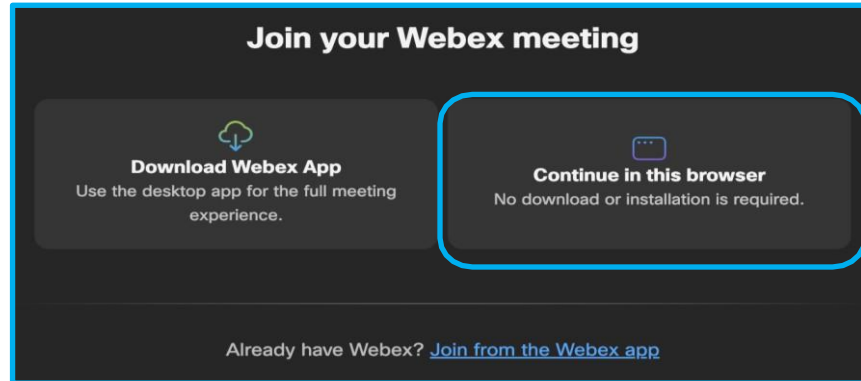 Join your Webex meeting
Download Webex App
Use the desktop app for the full meeting
experience.
Continue in this browser
No download or installation is required.
Already have Webex? Join from the Webex app